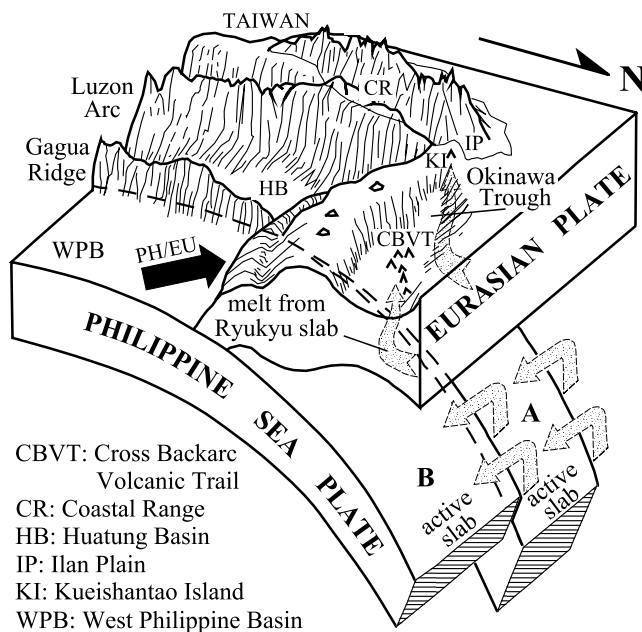 TAIWAN
N
Luzon
Arc
CR
Gagua
Ridge
IP
KI
HB
Okinawa
Trough
WPB
PH/EU
CBVT
EURASIAN PLATE
melt from
Ryukyu slab
PHILIPPINE SEA PLATE
A
B
active
slab
active
slab
CBVT: Cross Backarc
Volcanic Trail
CR: Coastal Range
HB: Huatung Basin
IP: Ilan Plain
KI: Kueishantao Island
WPB: West Philippine Basin